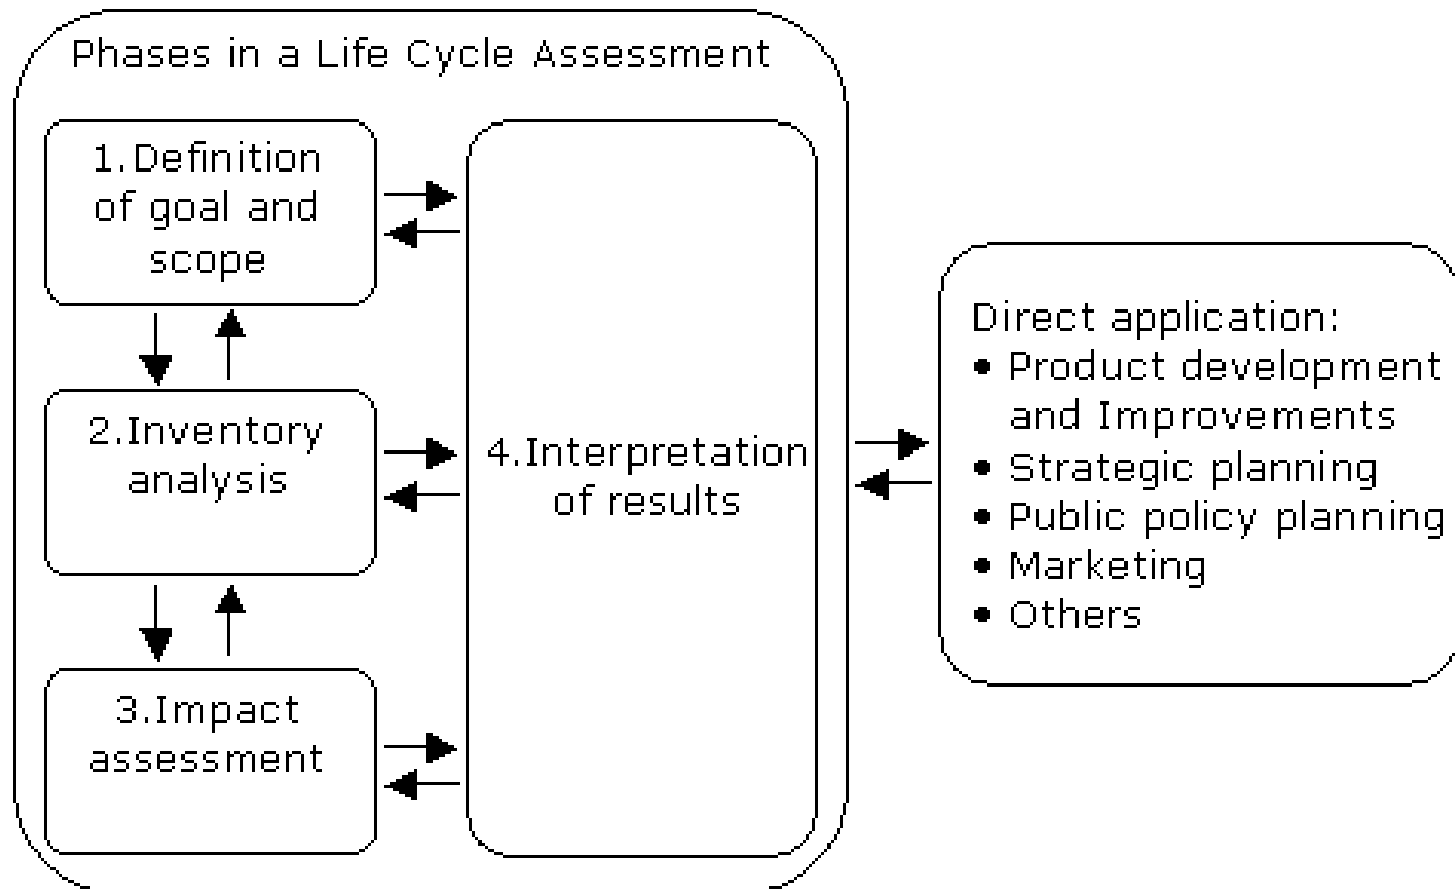 Phases in a Life Cycle Assessment
1.Definition
of goal and
scope
2.Inventory
analysis
3.Impact
assessment
4.Interpretation
of results
Direct application:
• Product development
and Improvements
• Strategic planning
• Public policy planning
• Marketing
• Others